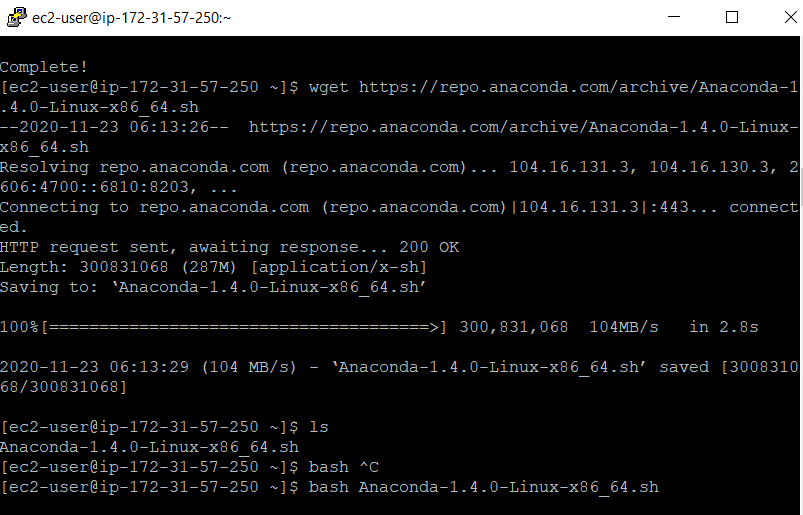 ec2-user@ip-172-31-57-250:~
Complete!
[ec2-user@ip-172-31-57-250 ~]$ wget https://repo.anaconda.com/archive/Anaconda-1
.4.0-Linux-x86_64.sh
--2020-11-23 06:13:26--  https://repo.anaconda.com/archive/Anaconda-1.4.0-Linux-
x86_64.sh
Resolving repo.anaconda.com (repo.anaconda.com)... 104.16.131.3, 104.16.130.3, 2
606:4700::6810:8203, ...
Connecting to repo.anaconda.com (repo.anaconda.com)|104.16.131.3|:443... connect
ed.
HTTP request sent, awaiting response... 200 OK
Length: 300831068 (287M) [application/x-sh]
Saving to: ‘Anaconda-1.4.0-Linux-x86_64.sh’
100%[======================================>] 300,831,068  104MB/s   in 2.8s
2020-11-23 06:13:29 (104 MB/s) - ‘Anaconda-1.4.0-Linux-x86_64.sh’ saved [3008310
68/300831068]
[ec2-user@ip-172-31-57-250 ~]$ ls
Anaconda-1.4.0-Linux-x86_64.sh
[ec2-user@ip-172-31-57-250 ~]$ bash ^C
[ec2-user@ip-172-31-57-250 ~]$ bash Anaconda-1.4.0-Linux-x86_64.sh